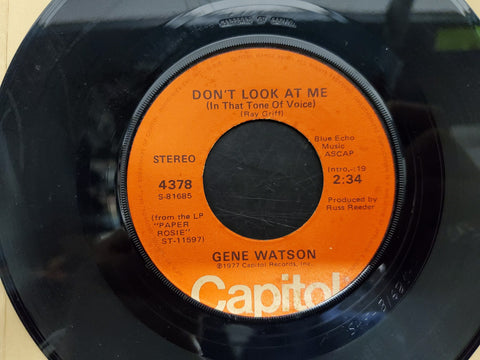 DON'T LOOK AT ME
(In That Tone Of Voice)
(Ray Griff)
STEREO
4378
S-81685
(from the LP
"PAPER
ROSIE"
ST-11597)
Blue Echo
Music
ASCAP
Intro.-:19
2:34
Produced by
Russ Reeder
GENE WATSON
℗1977 Capitol Records, Inc.
Capitol